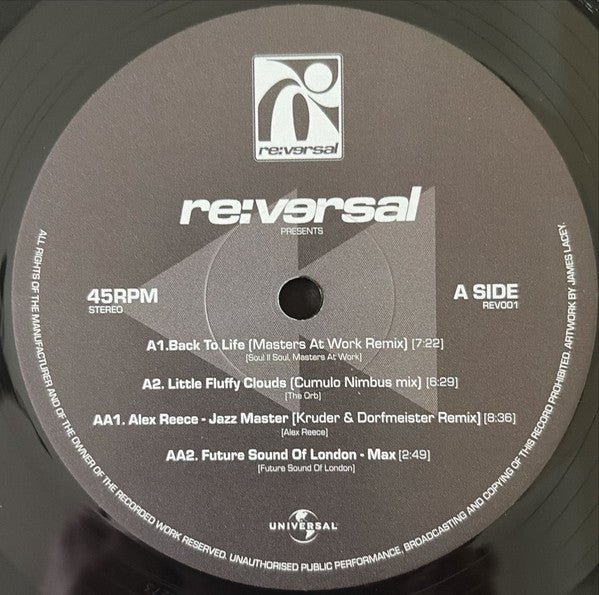 re:versal
re:versal
PRESENTS
45RPM
STEREO
A SIDE
REV001
A1.Back To Life (Masters At Work Remix) [7:22]
[Soul II Soul, Masters At Work]
A2. Little Fluffy Clouds (Cumulo Nimbus mix) [6:29]
[The Orb]
AA1. Alex Reece - Jazz Master [Kruder & Dorfmeister Remix] [8:36]
[Alex Reece]
AA2. Future Sound Of London - Max [2:49]
[Future Sound Of London]
UNIVERSAL
ALL RIGHTS OF THE MANUFACTURER AND OF THE OWNER OF THE RECORDED WORK RESERVED. UNAUTHORISED PUBLIC PERFORMANCE, BROADCASTING AND COPYING OF THIS RECORD PROHIBITED. ARTWORK BY JAMES LACEY.